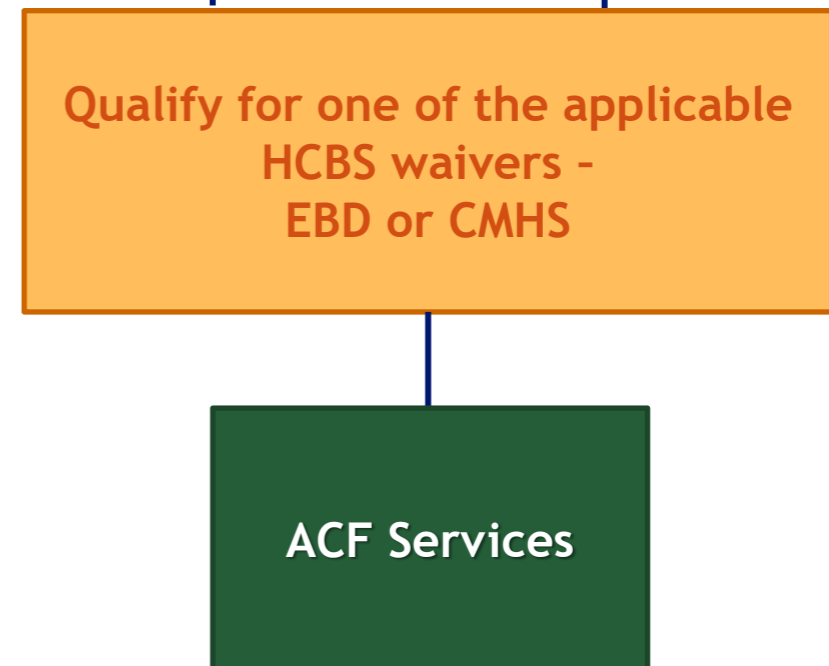 Qualify for one of the applicable
HCBS waivers –
EBD or CMHS
ACF Services